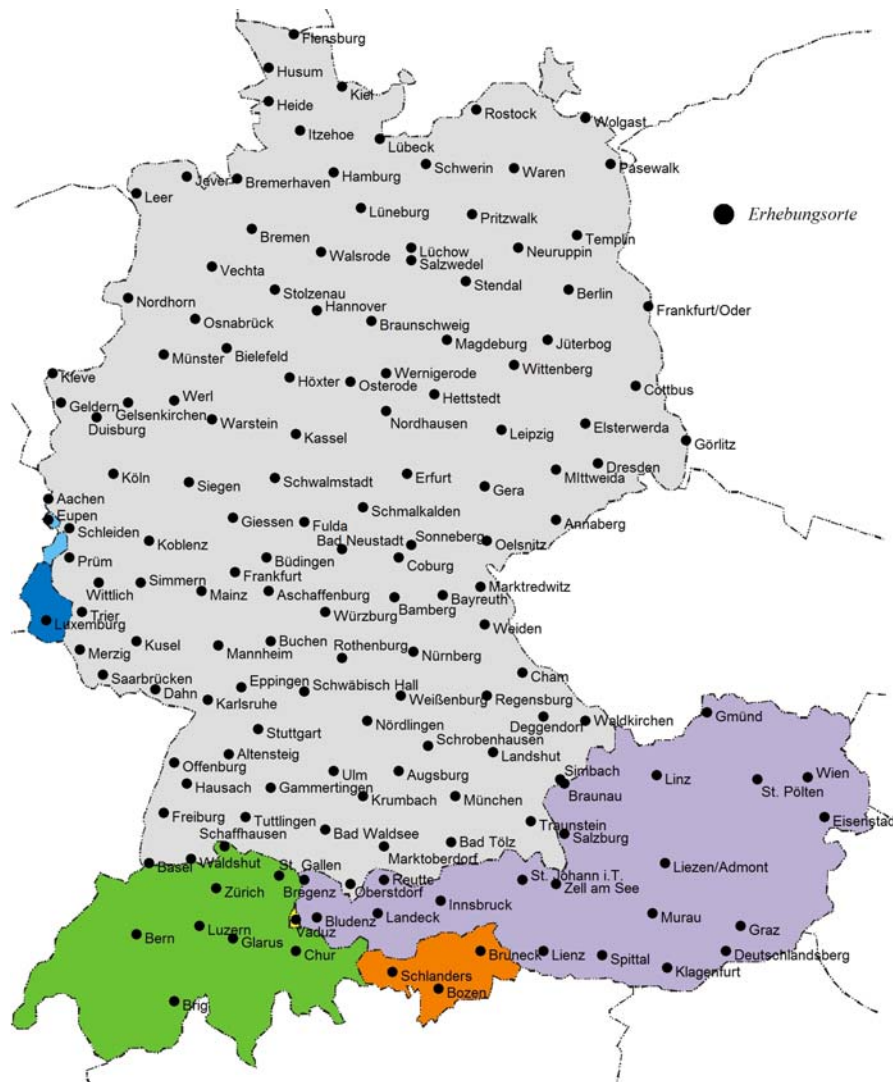 Flensburg
Husum
Kiel
Heide
Rostock
Wolgast
Itzehoe
Lübeck
Schwerin
Waren
Pasewalk
Hamburg
Jever
Bremerhaven
Leer
Lüneburg
Pritzwalk
Erhebungsorte
Bremen
Templin
Walsrode
Lüchow
Neuruppin
Salzwedel
Vechta
Stendal
Berlin
Stolzenau
Nordhorn
Hannover
Frankfurt/Oder
Osnabrück
Braunschweig
Magdeburg
Jüterbog
Münster
Bielefeld
Wittenberg
Kleve
Höxter
Osterode
Wernigerode
Cottbus
Hettstedt
Geldern
Werl
Gelsenkirchen
Duisburg
Warstein
Nordhausen
Elsterwerda
Leipzig
Kassel
Görlitz
Köln
Siegen
Schwalmstadt
Erfurt
Dresden
MIttweida
Gera
Aachen
Schmalkalden
Eupen
Giessen
Fulda
Annaberg
Schleiden
Koblenz
Bad Neustadt
Sonneberg
Oelsnitz
Prüm
Büdingen
Coburg
Frankfurt
Wittlich
Simmern
Mainz
Aschaffenburg
Marktredwitz
Bamberg
Bayreuth
Trier
Luxemburg
Würzburg
Weiden
Kusel
Buchen
Merzig
Mannheim
Rothenburg
Nürnberg
Saarbrücken
Cham
Dahn
Eppingen
Schwäbisch Hall
Karlsruhe
Weißenburg
Regensburg
Gmünd
Stuttgart
Nördlingen
Deggendorf
Waldkirchen
Schrobenhausen
Altensteig
Landshut
Offenburg
Ulm
Augsburg
Simbach
Linz
Wien
Hausach
Gammertingen
Braunau
St. Pölten
Krumbach
München
Freiburg
Tuttlingen
Traunstein
Eisenstad
Schaffhausen
Bad Waldsee
Salzburg
Bad Tölz
Waldshut
Marktoberdorf
Basel
St. Gallen
Liezen/Admont
Reutte
St. Johann i.T.
Zürich
Bregenz
Oberstdorf
Zell am See
Innsbruck
Landeck
Murau
Bludenz
Luzern
Vaduz
Graz
Bern
Glarus
Chur
Bruneck
Lienz
Spittal
Deutschlandsberg
Klagenfurt
Schlanders
Bozen
Brig